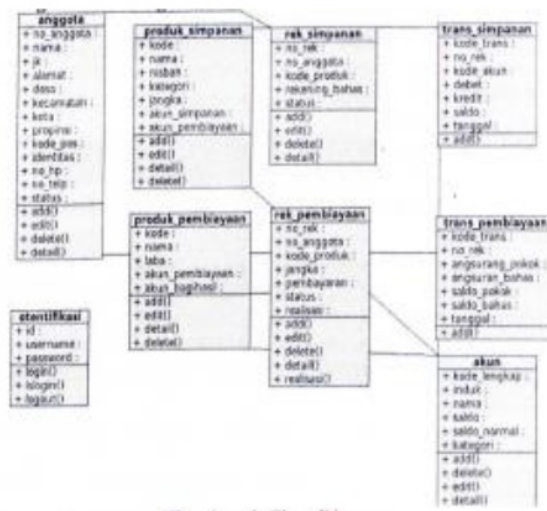 anggota
+ no_anggota :
+ nama :
+ jk :
+ alamat :
+ desa :
+ kecamatan :
+ kota :
+ propinsi :
+ kode_pos :
+ identitas :
+ no_hp :
+ no_telp :
+ status :
+ add()
+ edit()
+ delete()
+ detail()
produk_simpanan
+ kode :
+ nama :
+ nisbah :
+ kategori :
+ jangka :
+ akun_simpanan :
+ akun_pembiayaan :
+ add()
+ edit()
+ detail()
+ delete()
rek_simpanan
+ no_rek :
+ no_anggota :
+ kode_produk :
+ rekening_bahas :
+ status :
+ add()
+ edit()
+ delete()
+ detail()
trans_simpanan
+ kode_trans :
+ no_rek :
+ kode_akun :
+ debet :
+ kredit :
+ saldo :
+ tanggal :
+ add()
produk_pembiayaan
+ kode :
+ nama :
+ laba :
+ akun_pembiayaan :
+ akun_bagihasil :
+ add()
+ edit()
+ detail()
+ delete()
rek_pembiayaan
+ no_rek :
+ no_anggota :
+ kode_produk :
+ jangka :
+ pembayaran :
+ status :
+ realisasi :
+ add()
+ edit()
+ delete()
+ detail()
+ realisasi()
trans_pembiayaan
+ kode_trans :
+ no_rek :
+ angsurang_pokok :
+ angsuran_bahas :
+ saldo_pokok :
+ saldo_bahas :
+ tanggal :
+ add()
otentifikasi
+ id :
+ username :
+ password :
+ login()
+ islogin()
+ logout()
akun
+ kode_lengkap :
+ induk :
+ nama :
+ saldo :
+ saldo_normal :
+ kategori :
+ add()
+ delete()
+ edit()
+ detail()